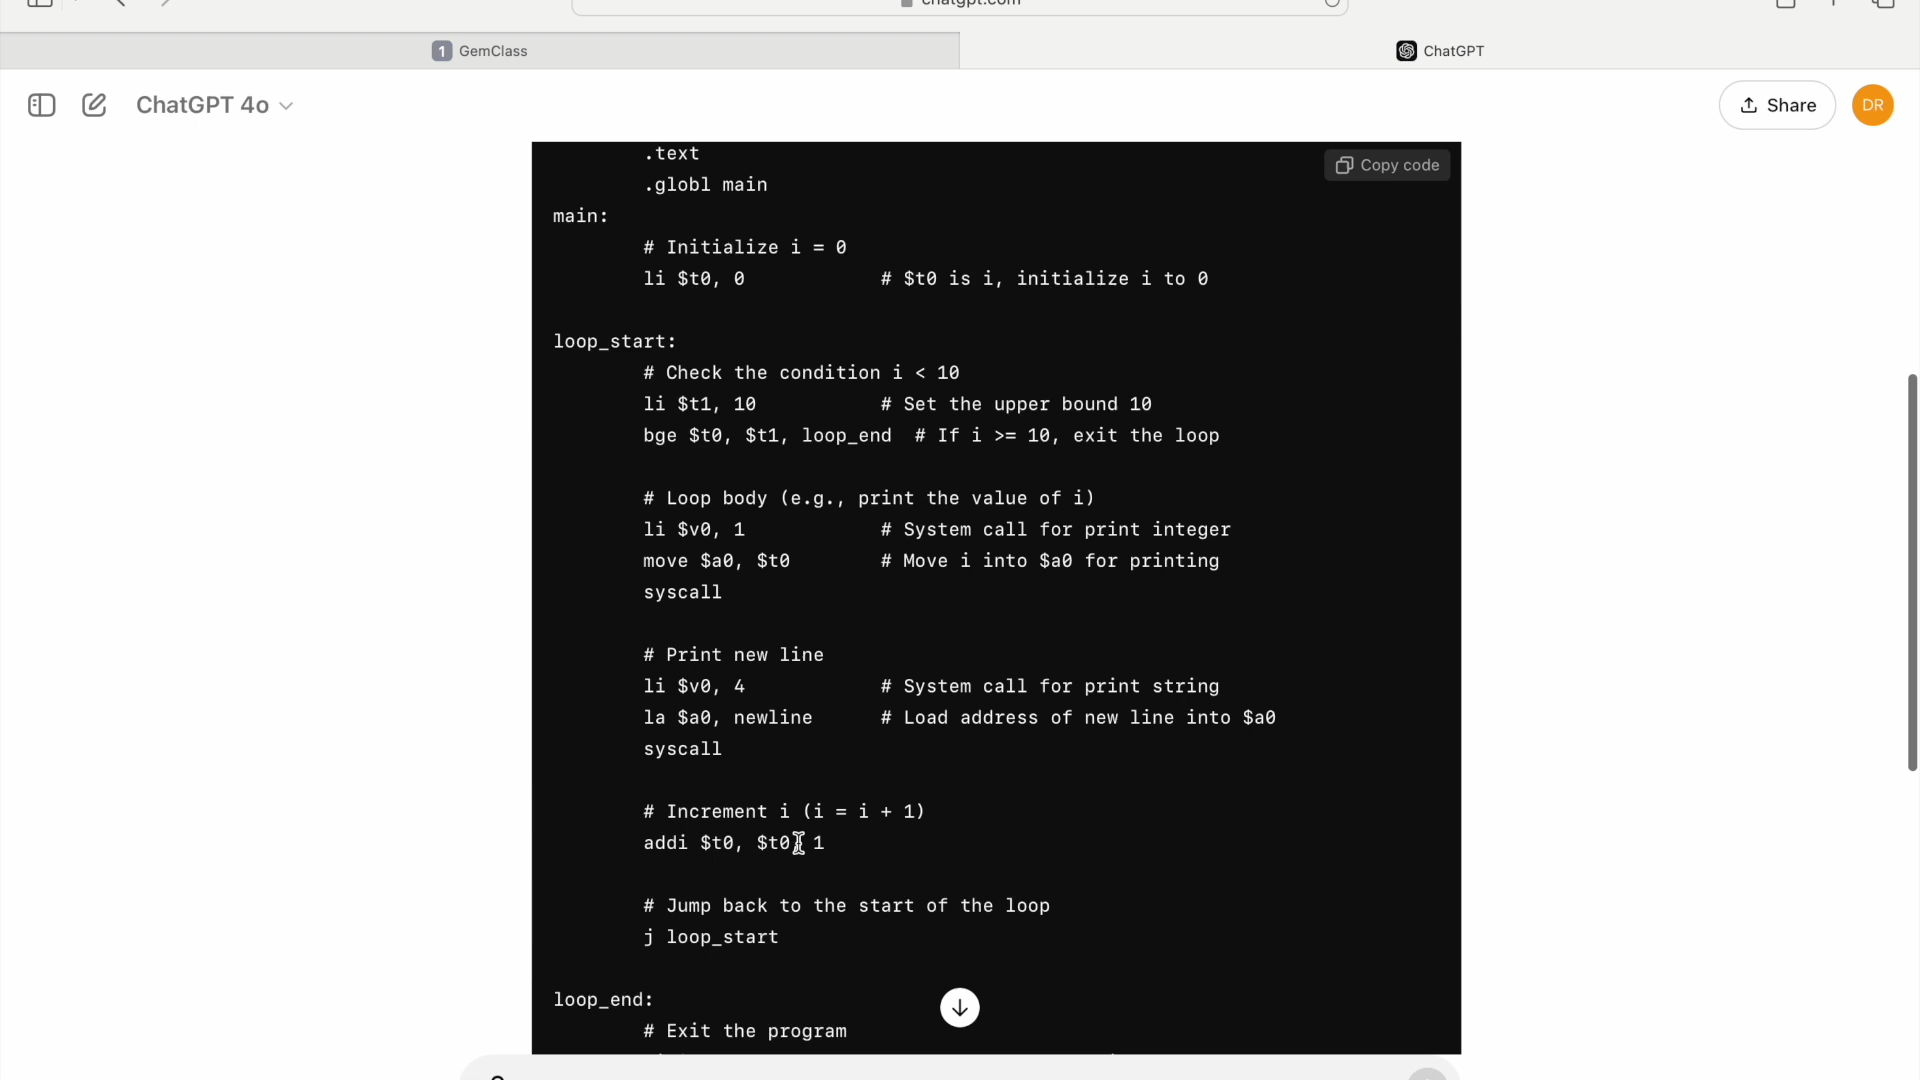 chatgpt.com
1 GemClass
ChatGPT
ChatGPT 4o
Share
DR
Copy code
.text
.globl main
main:
# Initialize i = 0
li $t0, 0 # $t0 is i, initialize i to 0
loop_start:
# Check the condition i < 10
li $t1, 10 # Set the upper bound 10
bge $t0, $t1, loop_end # If i >= 10, exit the loop
# Loop body (e.g., print the value of i)
li $v0, 1 # System call for print integer
move $a0, $t0 # Move i into $a0 for printing
syscall
# Print new line
li $v0, 4 # System call for print string
la $a0, newline # Load address of new line into $a0
syscall
# Increment i (i = i + 1)
addi $t0, $t0, 1
# Jump back to the start of the loop
j loop_start
loop_end:
# Exit the program